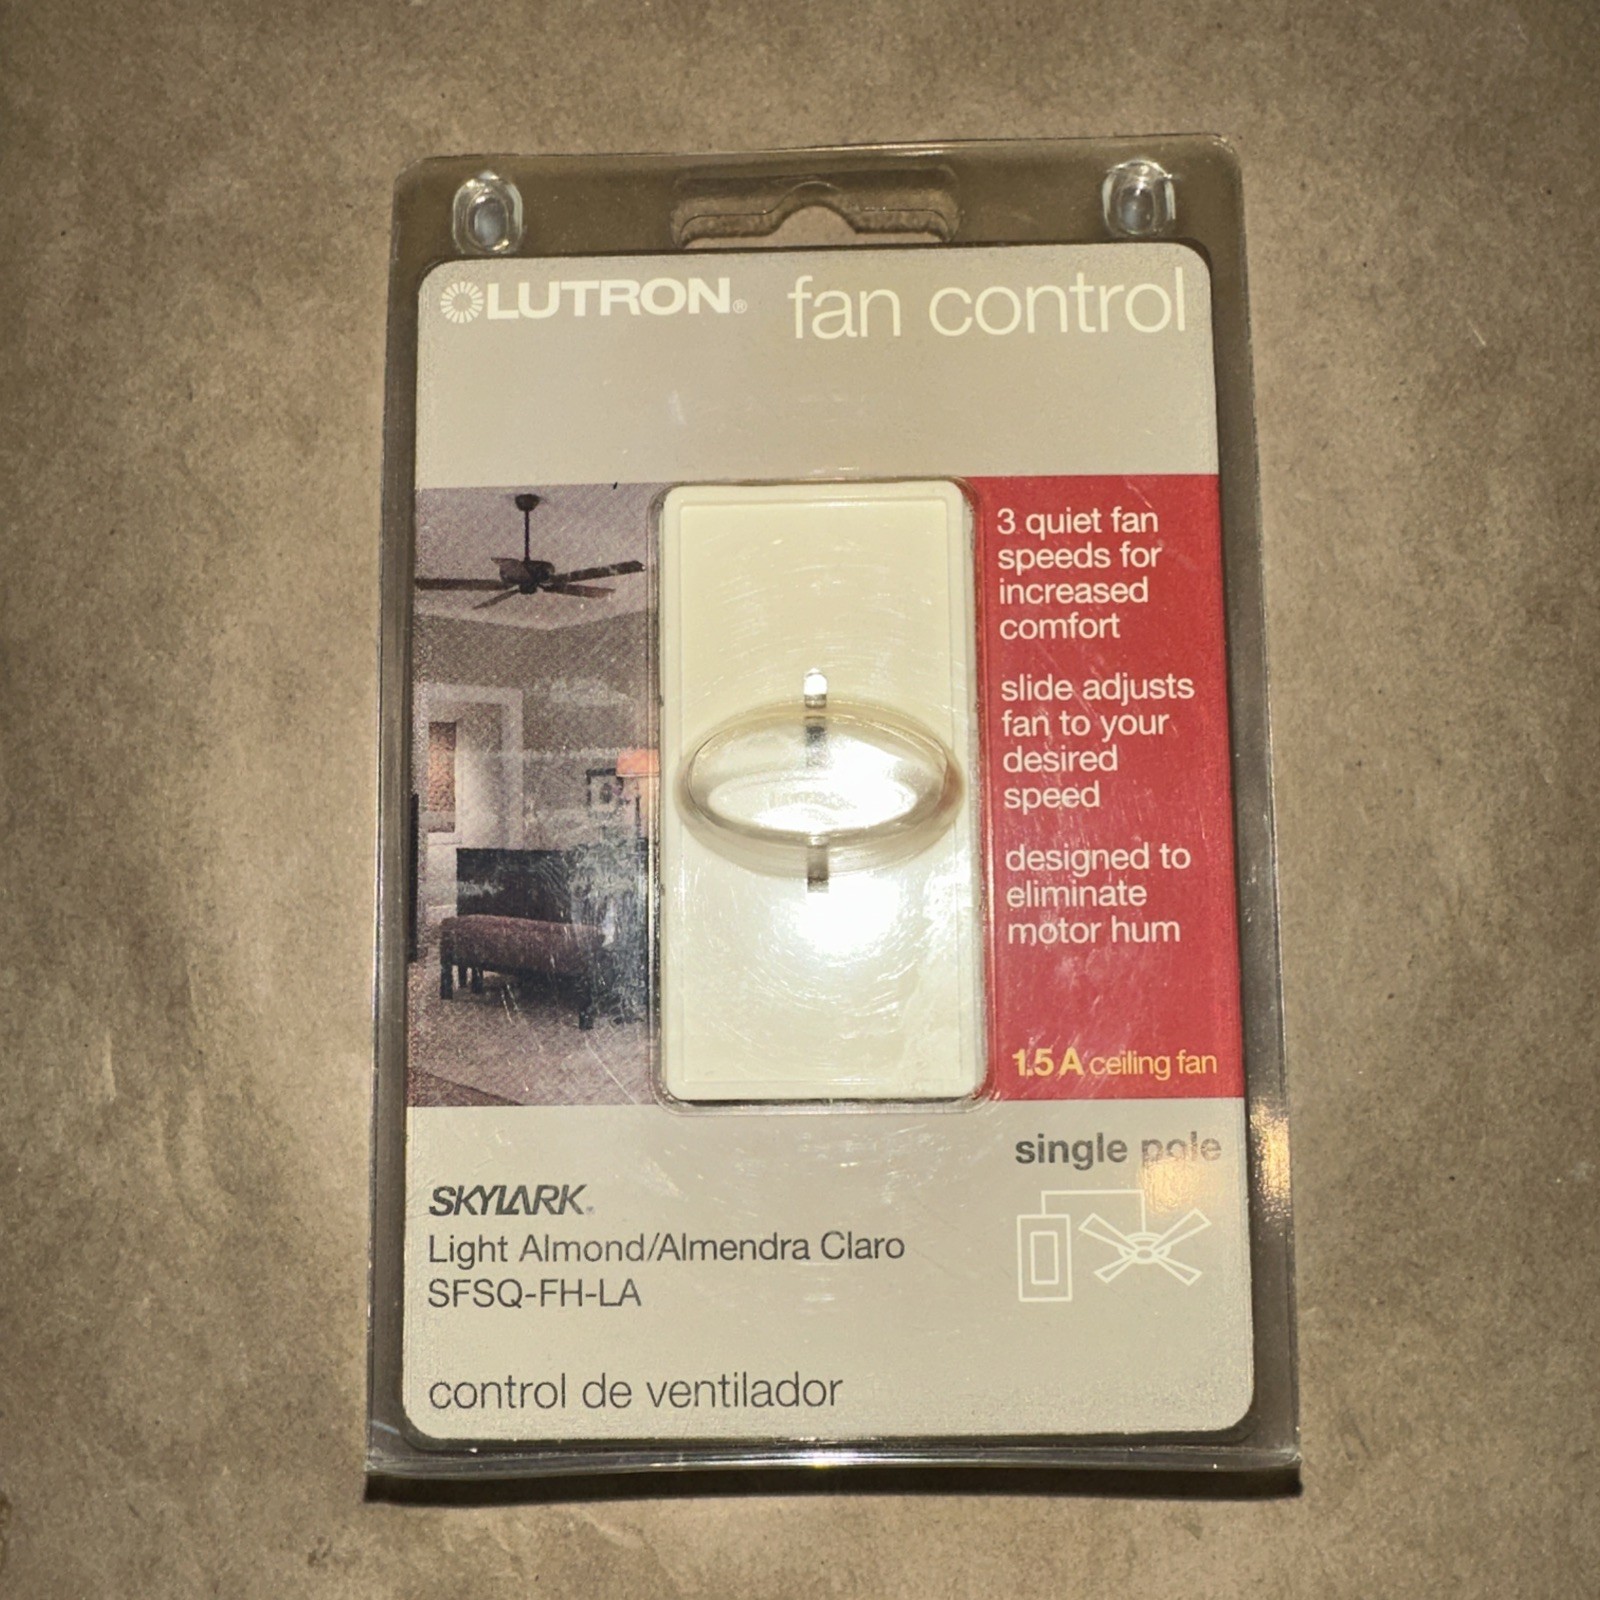 LUTRON® fan control
3 quiet fan
speeds for
increased
comfort
slide adjusts
fan to your
desired
speed
designed to
eliminate
motor hum
1.5 A ceiling fan
single pole
SKYLARK®
Light Almond/Almendra Claro
SFSQ-FH-LA
control de ventilador